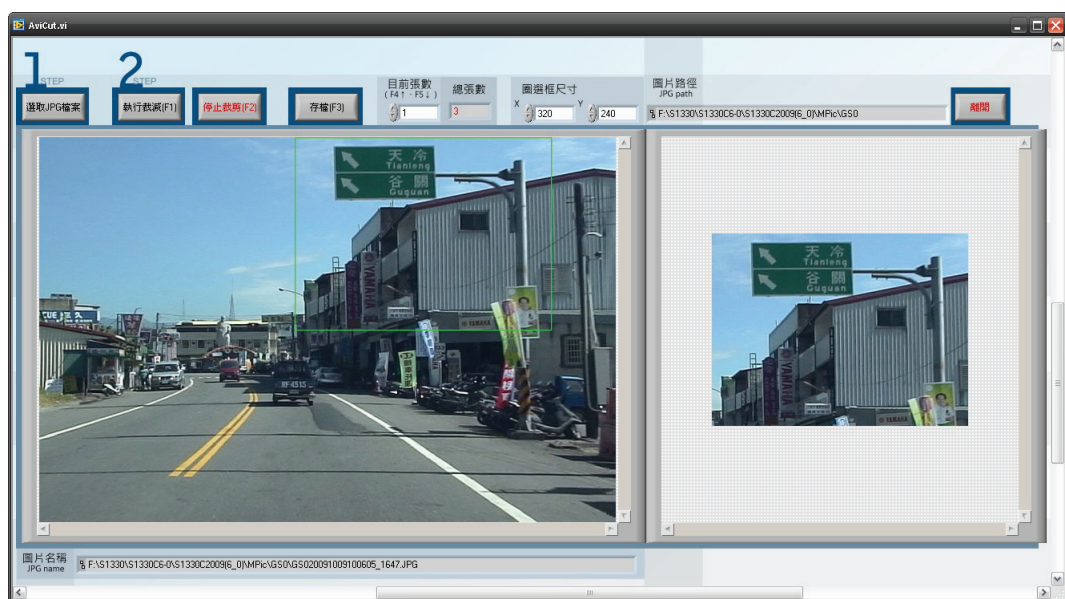 AviCut.vi
1
STEP
2
STEP
選取JPG檔案
執行裁減(F1)
停止裁剪(F2)
存檔(F3)
目前張數
(F4↑、F5↓)
1
總張數
3
圈選框尺寸
X
320
Y
240
圖片路徑
JPG path
F:\S1330\S1330C6-0\S1330C2009(6_0)\MPic\GS0
離開
天冷
Tianleng
谷關
Guguan
YAMAHA
YAMAHA
RF-4515
天冷
Tianleng
谷關
Guguan
YAMAHA
YAMAHA
圖片名稱
JPG name
F:\S1330\S1330C6-0\S1330C2009(6_0)\MPic\GS0\GS020091009100605_1647.JPG